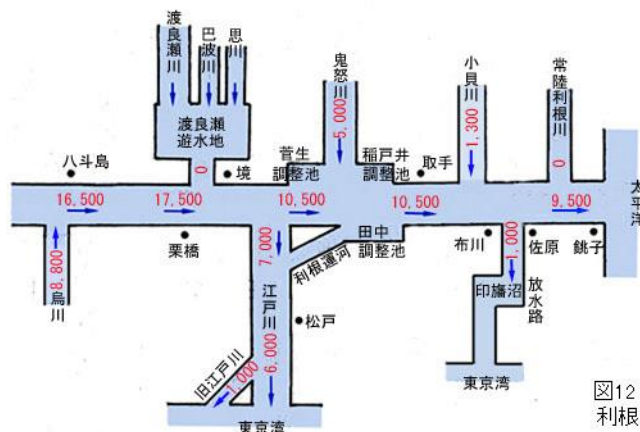 渡良瀬川
巴波川
思川
鬼怒川
小貝川
常陸利根川
渡良瀬
遊水地
5,000
1,300
八斗島
0
境
菅生
調整池
稲戸井
調整池
取手
0
16,500
17,500
10,500
10,500
9,500
太平洋
栗橋
7,000
田中
調整池
布川
1,000
佐原
銚子
8,800
烏川
利根運河
江戸川
印旛沼
放水路
松戸
6,000
旧江戸川
1,000
東京湾
東京湾
図12
利根